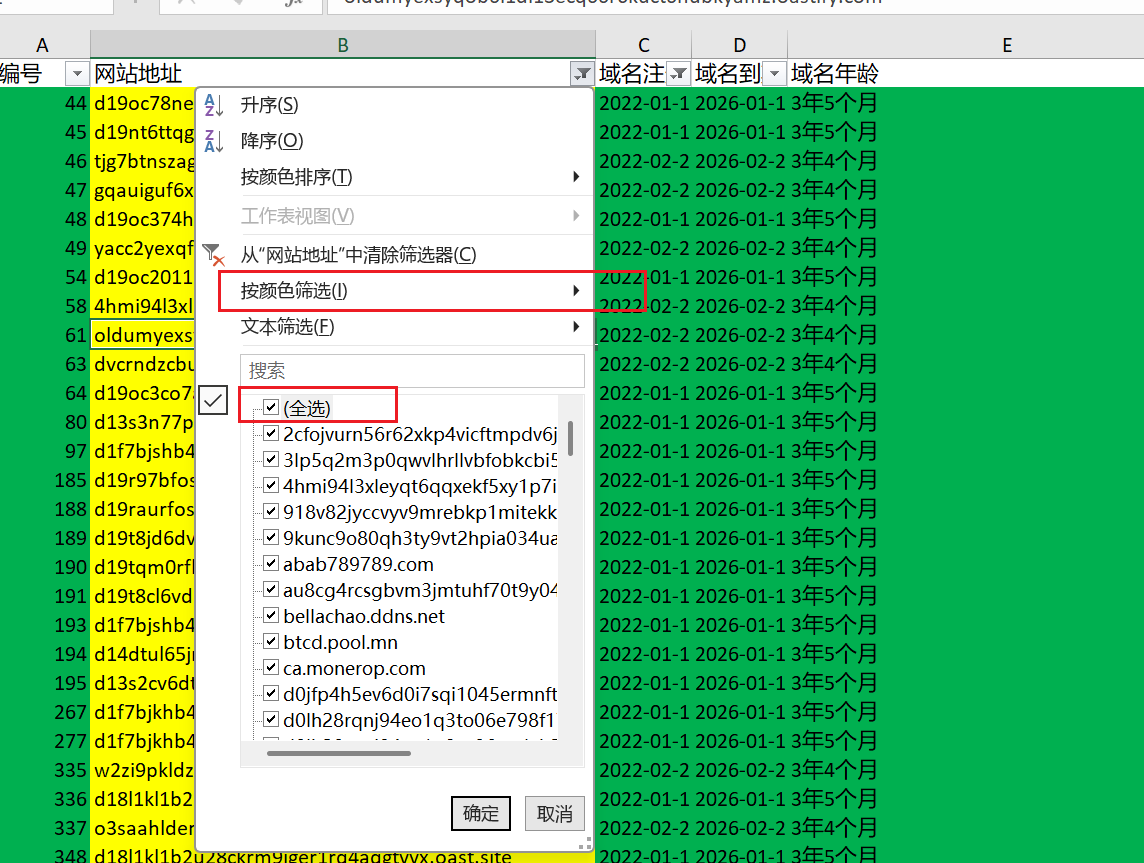 fx oldumyexsyq
A B C D E
编号 网站地址 域名注 域名到 域名年龄
44 d19oc78ne 2022-01-1 2026-01-1 3年5个月
45 d19nt6ttqg 2022-01-1 2026-01-1 3年5个月
46 tjg7btnszag 2022-02-2 2026-02-2 3年4个月
47 gqauiguf6x 2022-02-2 2026-02-2 3年4个月
48 d19oc374h 2022-01-1 2026-01-1 3年5个月
49 yacc2yexqf 2022-02-2 2026-02-2 3年4个月
54 d19oc2011 2022-01-1 2026-01-1 3年5个月
58 4hmi94l3xl 2022-02-2 2026-02-2 3年4个月
61 oldumyexs 2022-02-2 2026-02-2 3年4个月
63 dvcrndzcbu 2022-02-2 2026-02-2 3年4个月
64 d19oc3co7a 2022-01-1 2026-01-1 3年5个月
80 d13s3n77p 2022-01-1 2026-01-1 3年5个月
97 d1f7bjshb4 2022-01-1 2026-01-1 3年5个月
185 d19r97bfos 2022-01-1 2026-01-1 3年5个月
188 d19raurfos 2022-01-1 2026-01-1 3年5个月
189 d19t8jd6dv 2022-01-1 2026-01-1 3年5个月
190 d19tqm0rfl 2022-01-1 2026-01-1 3年5个月
191 d19t8cl6vd 2022-01-1 2026-01-1 3年5个月
193 d1f7bjshb4 2022-01-1 2026-01-1 3年5个月
194 d14dtul65j 2022-01-1 2026-01-1 3年5个月
195 d13s2cv6dt 2022-01-1 2026-01-1 3年5个月
267 d1f7bjkhb4 2022-01-1 2026-01-1 3年5个月
277 d1f7bjkhb4 2022-01-1 2026-01-1 3年5个月
335 w2zi9pkldz 2022-02-2 2026-02-2 3年4个月
336 d18l1kl1b2 2022-01-1 2026-01-1 3年5个月
337 o3saahlder 2022-02-2 2026-02-2 3年4个月
348 d18l1kl1b2u28ckrm9jger1rq4aqgtyyx.oast.site 2022-01-1 2026-01-1 3年5个月
升序(S)
降序(O)
按颜色排序(T)
工作表视图(V)
从“网站地址”中清除筛选器(C)
按颜色筛选(I)
文本筛选(F)
搜索
(全选)
2cfojvurn56r62xkp4vicftmpdv6j
3lp5q2m3p0qwvlhrllvbfobkcbi5
4hmi94l3xleyqt6qqxekf5xy1p7i
918v82jyccvyv9mrebkp1mitekk
9kunc9o80qh3ty9vt2hpia034ua
abab789789.com
au8cg4rcsgbvm3jmtuhf70t9y04
bellachao.ddns.net
btcd.pool.mn
ca.monerop.com
d0jfp4h5ev6d0i7sqi1045ermnft
d0lh28rqnj94eo1q3to06e798f1
确定 取消